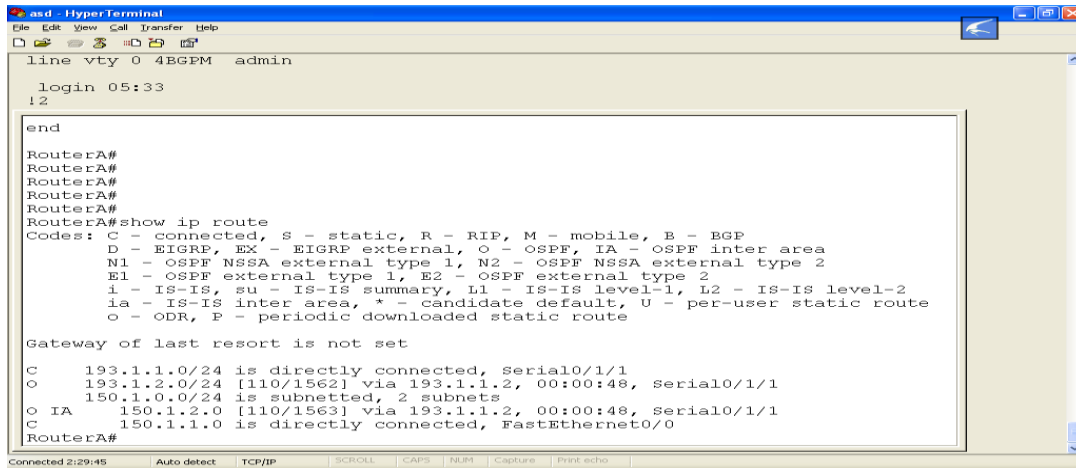 asd - HyperTerminal
File Edit View Call Transfer Help
line vty 0 4BGPM admin
login 05:33
!2
end
RouterA#
RouterA#
RouterA#
RouterA#
RouterA#
RouterA#show ip route
Codes: C - connected, S - static, R - RIP, M - mobile, B - BGP
D - EIGRP, EX - EIGRP external, O - OSPF, IA - OSPF inter area
N1 - OSPF NSSA external type 1, N2 - OSPF NSSA external type 2
E1 - OSPF external type 1, E2 - OSPF external type 2
i - IS-IS, su - IS-IS summary, L1 - IS-IS level-1, L2 - IS-IS level-2
ia - IS-IS inter area, * - candidate default, U - per-user static route
o - ODR, P - periodic downloaded static route
Gateway of last resort is not set
C 193.1.1.0/24 is directly connected, Serial0/1/1
O 193.1.2.0/24 [110/1562] via 193.1.1.2, 00:00:48, Serial0/1/1
150.1.0.0/24 is subnetted, 2 subnets
O IA 150.1.2.0 [110/1563] via 193.1.1.2, 00:00:48, Serial0/1/1
C 150.1.1.0 is directly connected, FastEthernet0/0
RouterA#
Connected 2:29:45 Auto detect TCP/IP SCROLL CAPS NUM Capture Print echo